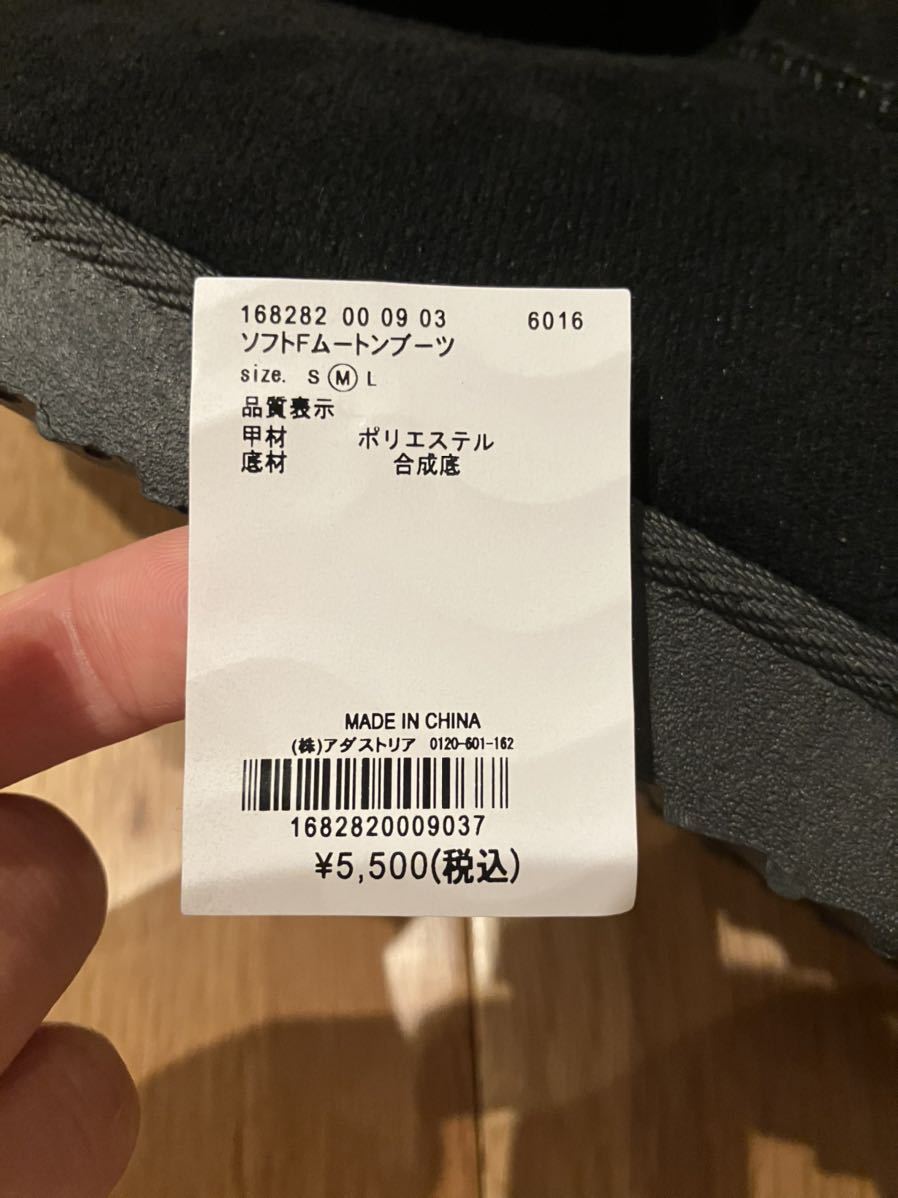 168282 00 09 03 6016
ソフトFムートンブーツ
size. S M L
品質表示
甲材 ポリエステル
底材 合成底
MADE IN CHINA
(株)アダストリア 0120-601-162
1682820009037
¥5,500(税込)